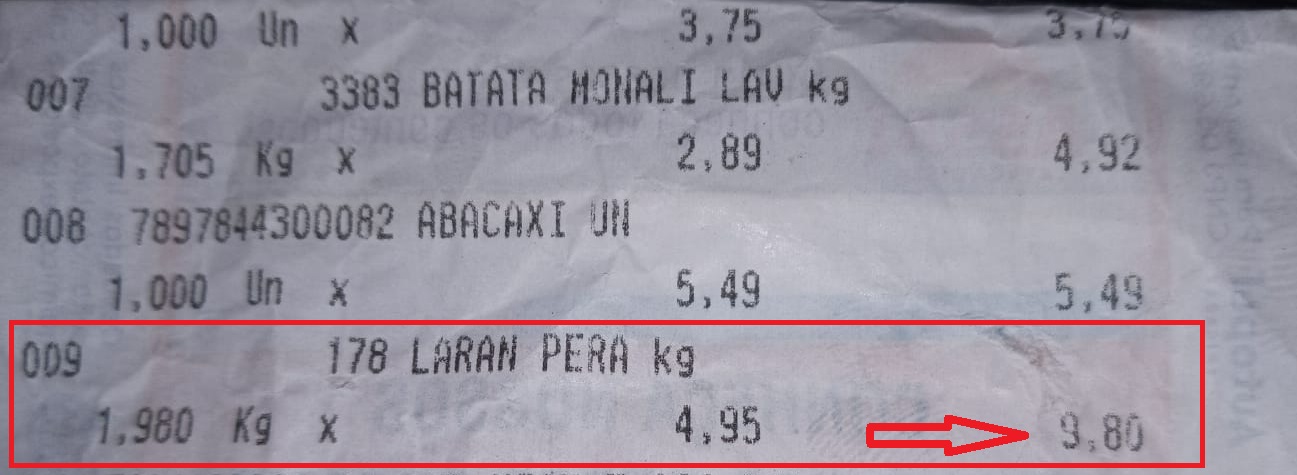 1,000 Un x 3,75 3,75
007 3383 BATATA MONALI LAV kg
1,705 Kg x 2,89 4,92
008 7897844300082 ABACAXI UN
1,000 Un x 5,49 5,49
009 178 LARAN PERA kg
1,980 Kg x 4,95 9,80